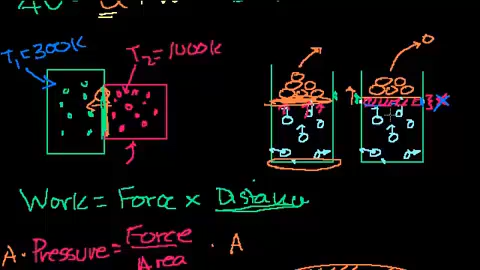 T₁=300K
T₂=1000K
x
Work = Force x Distance
A · Pressure = Force / Area · A